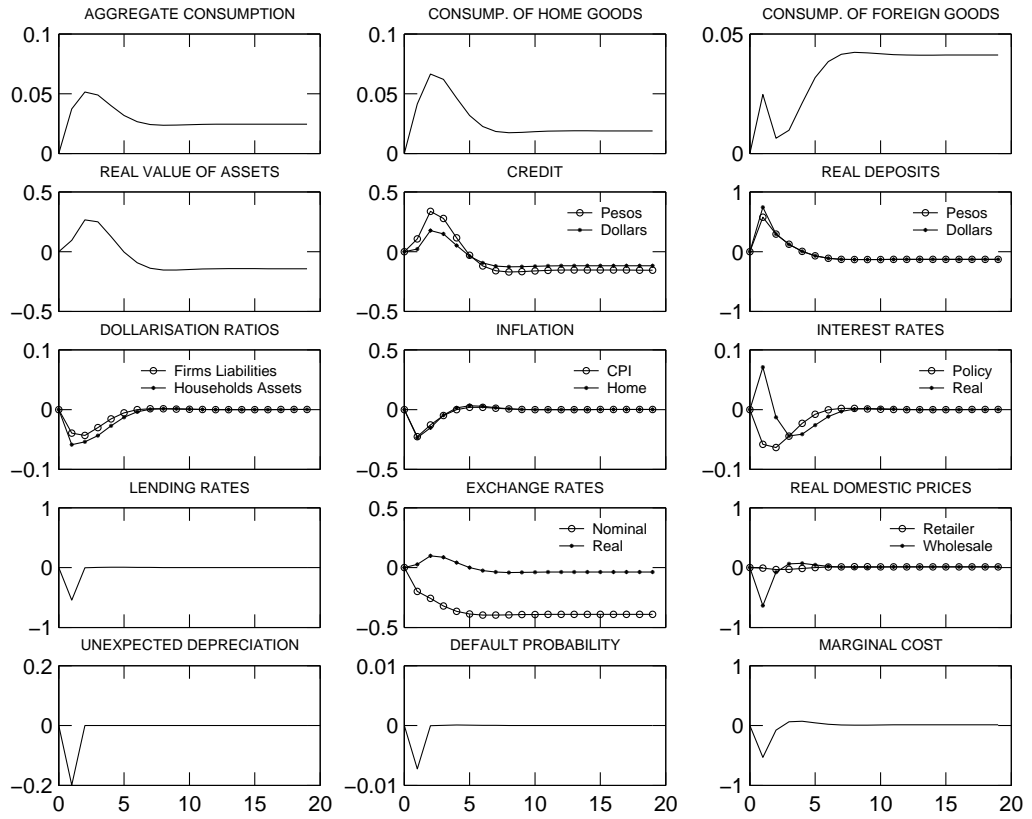 AGGREGATE CONSUMPTION
CONSUMP. OF HOME GOODS
CONSUMP. OF FOREIGN GOODS
0.1
0.05
0
0.1
0.05
0
0.05
0
REAL VALUE OF ASSETS
CREDIT
REAL DEPOSITS
0.5
0
−0.5
0.5
0
−0.5
Pesos
Dollars
1
0
−1
Pesos
Dollars
DOLLARISATION RATIOS
INFLATION
INTEREST RATES
0.1
0
−0.1
Firms Liabilities
Households Assets
0.5
0
−0.5
CPI
Home
0.1
0
−0.1
Policy
Real
LENDING RATES
EXCHANGE RATES
REAL DOMESTIC PRICES
1
0
−1
0.5
0
−0.5
Nominal
Real
1
0
−1
Retailer
Wholesale
UNEXPECTED DEPRECIATION
DEFAULT PROBABILITY
MARGINAL COST
0.2
0
−0.2
0.01
0
−0.01
1
0
−1
0 5 10 15 20
0 5 10 15 20
0 5 10 15 20